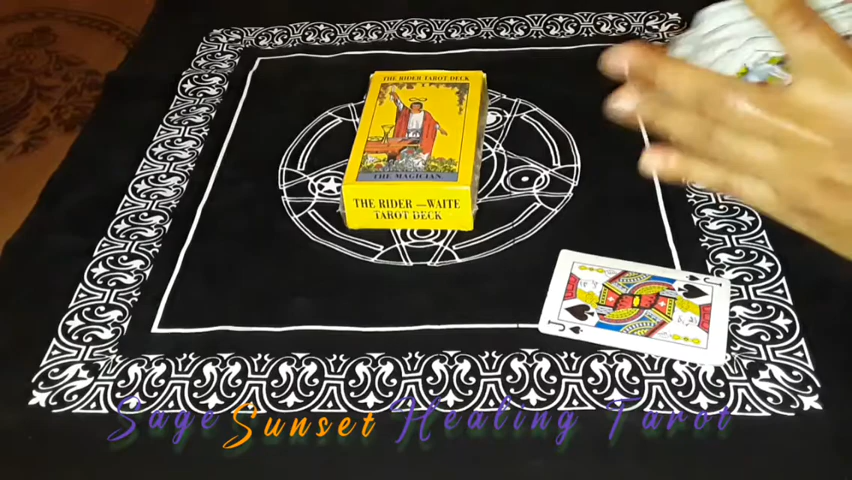 THE RIDER TAROT DECK
THE MAGICIAN.
THE RIDER — WAITE
TAROT DECK
J
J
Sage Sunset Healing Tarot